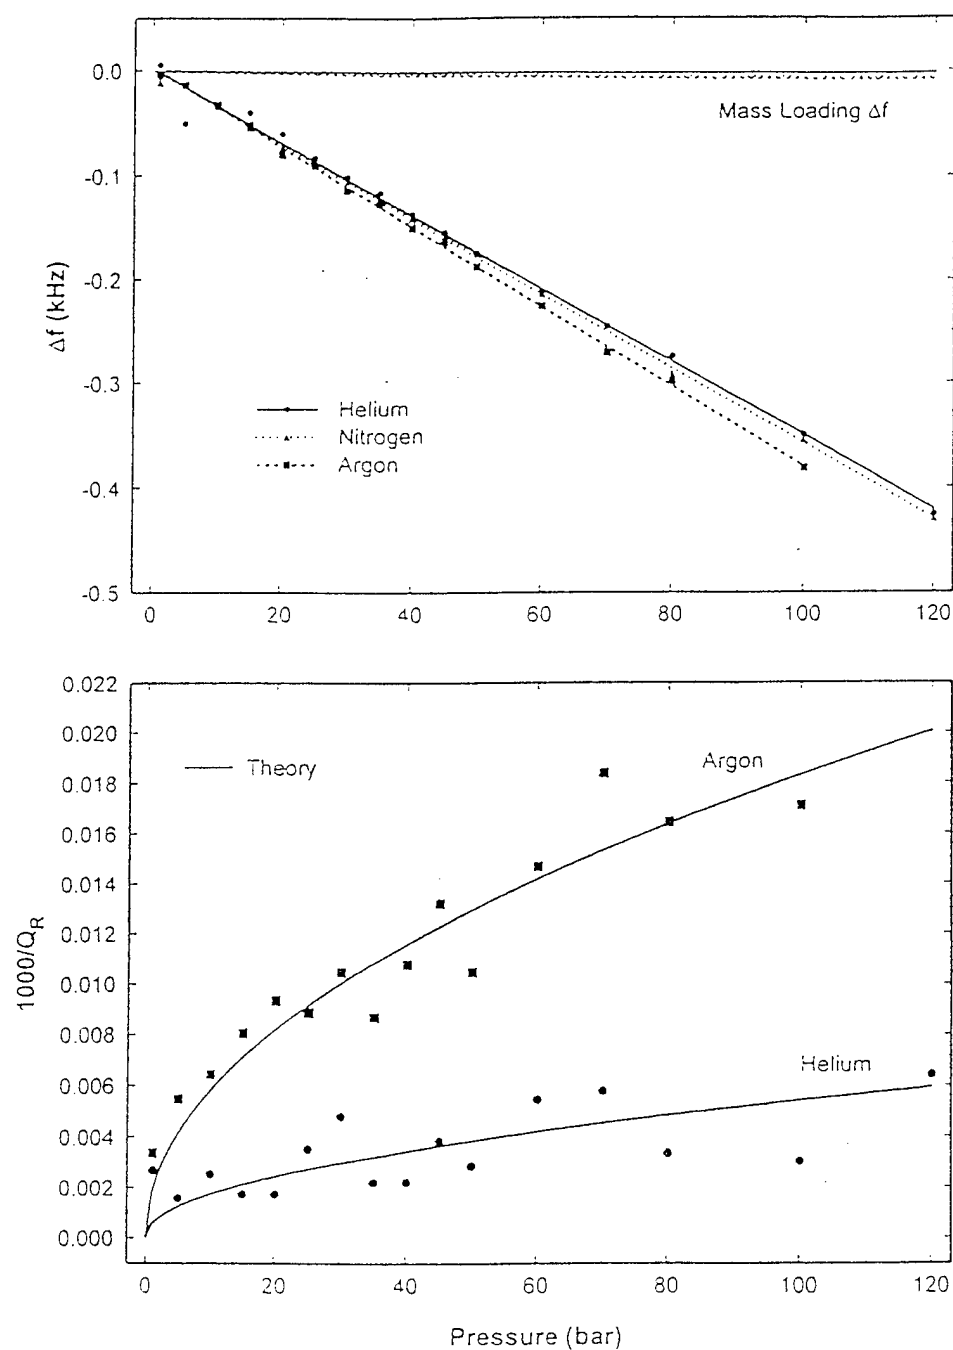 0.0
Mass Loading Δf
-0.1
-0.2
Δf (kHz)
-0.3
Helium
Nitrogen
Argon
-0.4
-0.5
0 20 40 60 80 100 120
0.022
0.020
Theory
Argon
0.018
0.016
0.014
0.012
1000/Q_R
0.010
0.008
Helium
0.006
0.004
0.002
0.000
0 20 40 60 80 100 120
Pressure (bar)